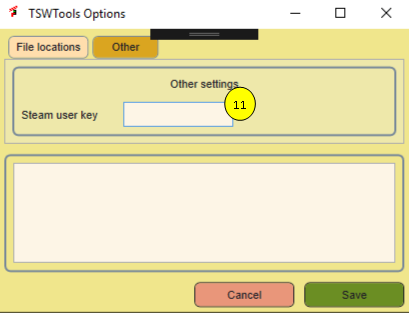 TSWTools Options
File locations
Other
Other settings
Steam user key
11
Cancel
Save